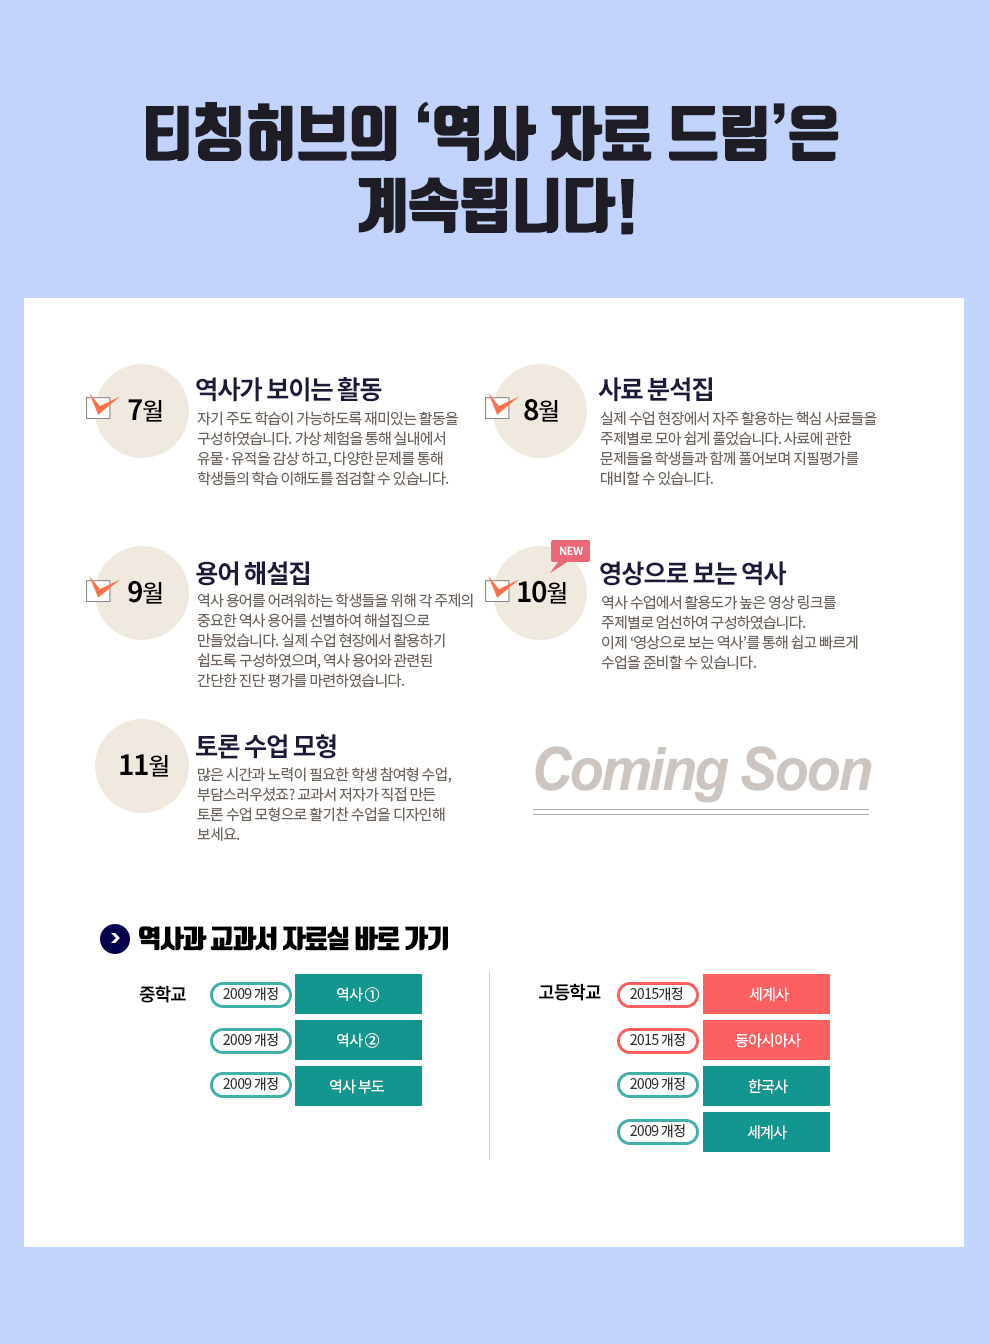 티칭허브의 ‘역사 자료 드림’은
계속됩니다!
7월
역사가 보이는 활동
자기 주도 학습이 가능하도록 재미있는 활동을
구성하였습니다. 가상 체험을 통해 실내에서
유물·유적을 감상 하고, 다양한 문제를 통해
학생들의 학습 이해도를 점검할 수 있습니다.
8월
사료 분석집
실제 수업 현장에서 자주 활용하는 핵심 사료들을
주제별로 모아 쉽게 풀었습니다. 사료에 관한
문제들을 학생들과 함께 풀어보며 지필평가를
대비할 수 있습니다.
9월
용어 해설집
역사 용어를 어려워하는 학생들을 위해 각 주제의
중요한 역사 용어를 선별하여 해설집으로
만들었습니다. 실제 수업 현장에서 활용하기
쉽도록 구성하였으며, 역사 용어와 관련된
간단한 진단 평가를 마련하였습니다.
NEW
10월
영상으로 보는 역사
역사 수업에서 활용도가 높은 영상 링크를
주제별로 엄선하여 구성하였습니다.
이제 ‘영상으로 보는 역사’를 통해 쉽고 빠르게
수업을 준비할 수 있습니다.
11월
토론 수업 모형
많은 시간과 노력이 필요한 학생 참여형 수업,
부담스러우셨죠? 교과서 저자가 직접 만든
토론 수업 모형으로 활기찬 수업을 디자인해
보세요.
Coming Soon
역사과 교과서 자료실 바로 가기
중학교
2009 개정 역사 ①
2009 개정 역사 ②
2009 개정 역사 부도
고등학교
2015개정 세계사
2015 개정 동아시아사
2009 개정 한국사
2009 개정 세계사